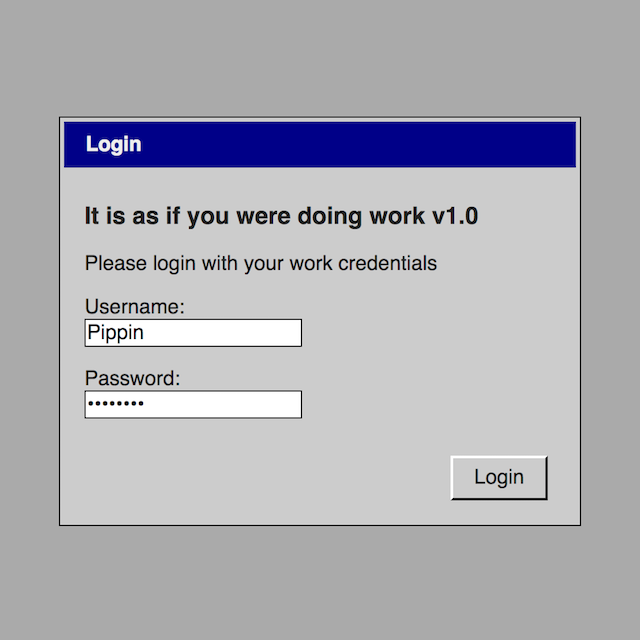 Login
It is as if you were doing work v1.0
Please login with your work credentials
Username:
Pippin
Password:
••••••••
Login